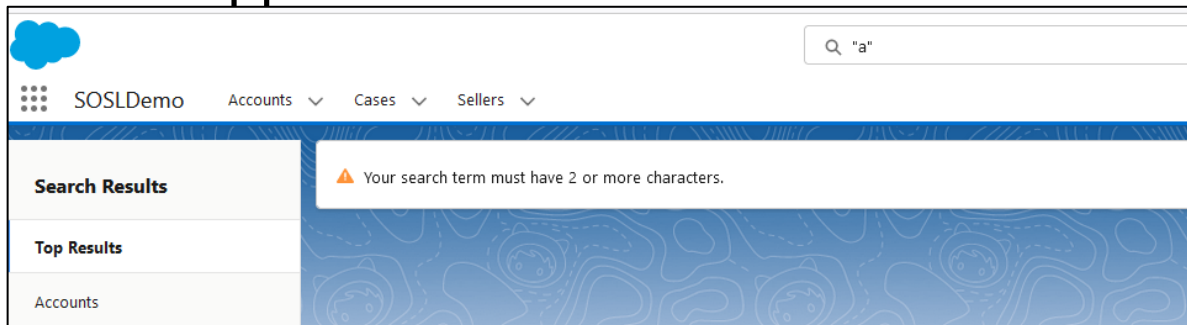 "a"
SOSLDemo Accounts Cases Sellers
Search Results
Your search term must have 2 or more characters.
Top Results
Accounts